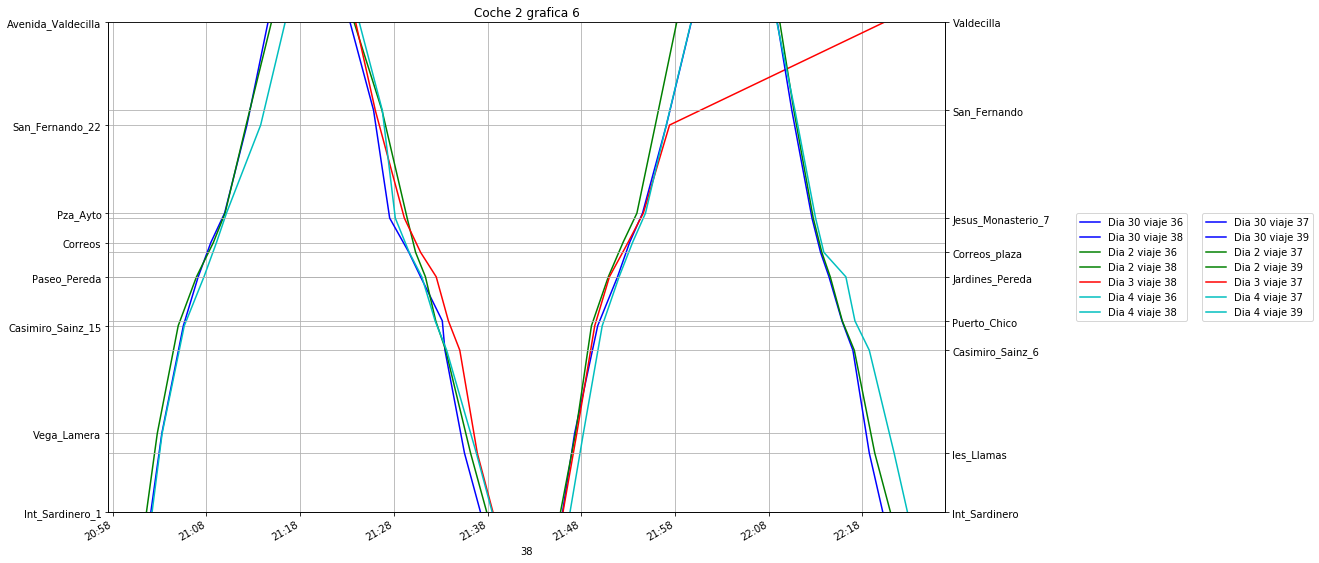 Coche 2 grafica 6
Avenida_Valdecilla
San_Fernando_22
Pza_Ayto
Correos
Paseo_Pereda
Casimiro_Sainz_15
Vega_Lamera
Int_Sardinero_1
Valdecilla
San_Fernando
Jesus_Monasterio_7
Correos_plaza
Jardines_Pereda
Puerto_Chico
Casimiro_Sainz_6
Ies_Llamas
Int_Sardinero
20:58
21:08
21:18
21:28
21:38
21:48
21:58
22:08
22:18
38
Dia 30 viaje 36
Dia 30 viaje 38
Dia 2 viaje 36
Dia 2 viaje 38
Dia 3 viaje 38
Dia 4 viaje 36
Dia 4 viaje 38
Dia 30 viaje 37
Dia 30 viaje 39
Dia 2 viaje 37
Dia 2 viaje 39
Dia 3 viaje 37
Dia 4 viaje 37
Dia 4 viaje 39